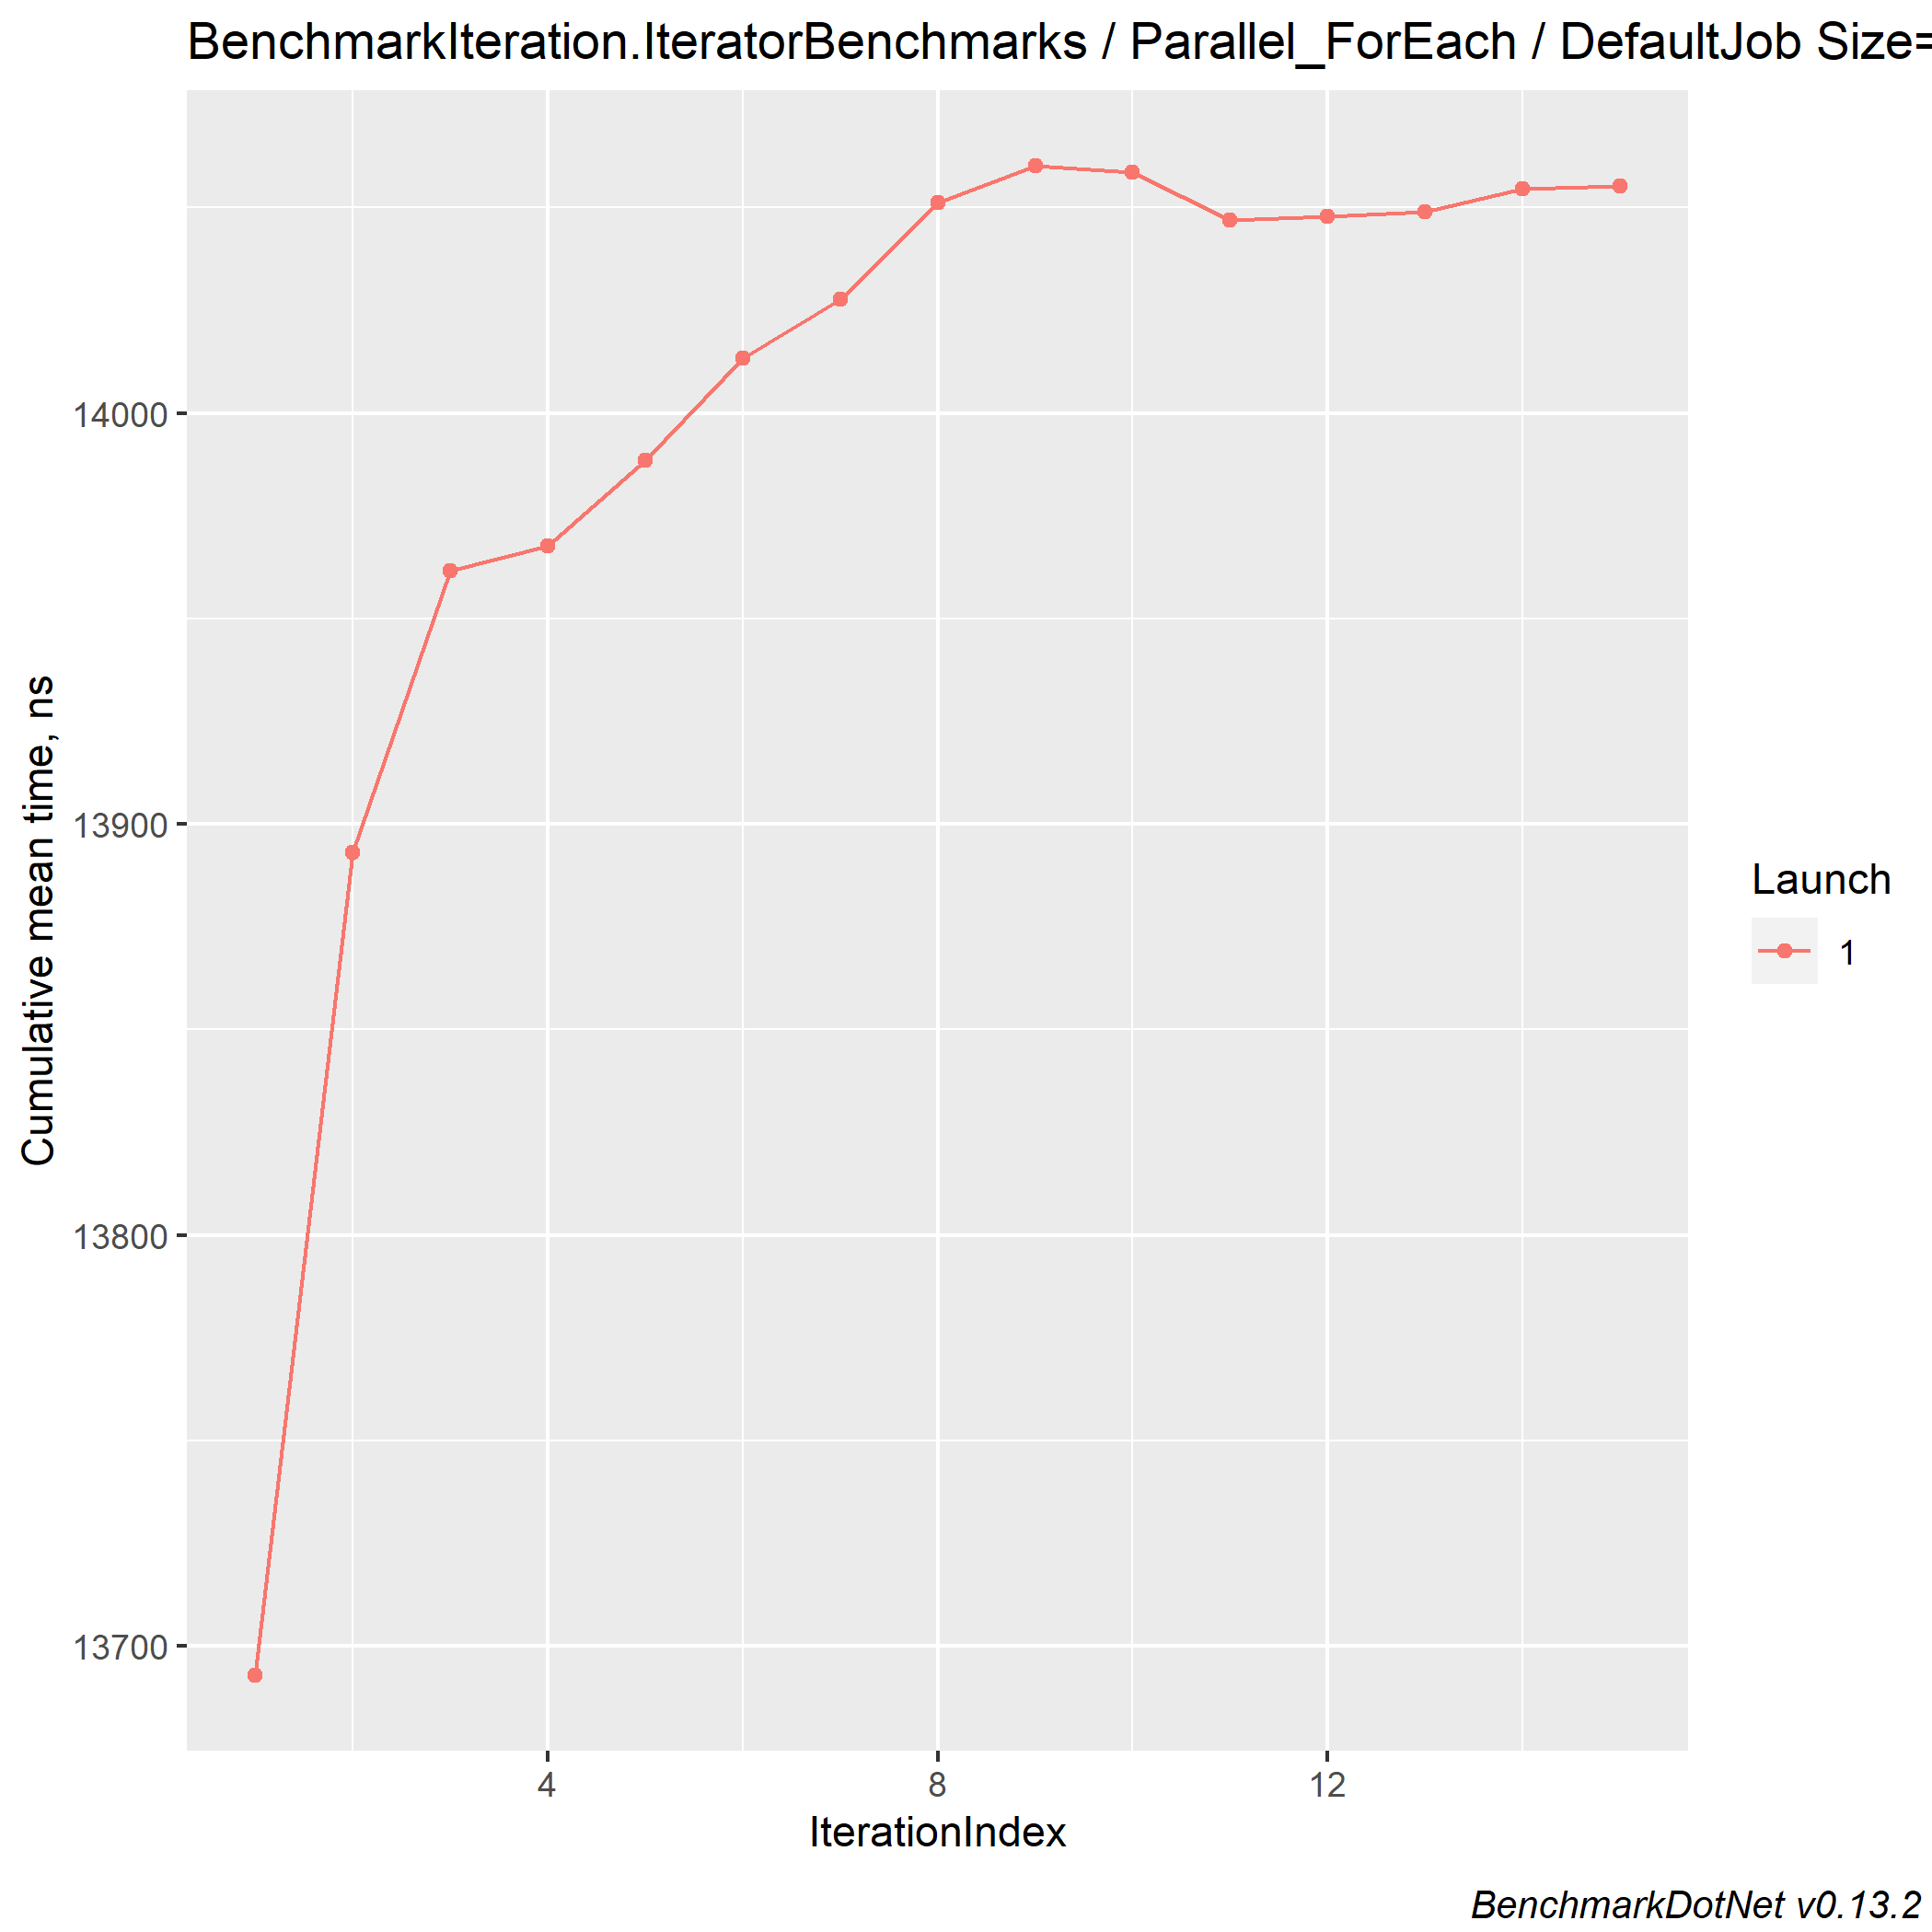 BenchmarkIteration.IteratorBenchmarks / Parallel_ForEach / DefaultJob Size=
14000
13900
13800
13700
Cumulative mean time, ns
4 8 12
IterationIndex
Launch
1
BenchmarkDotNet v0.13.2